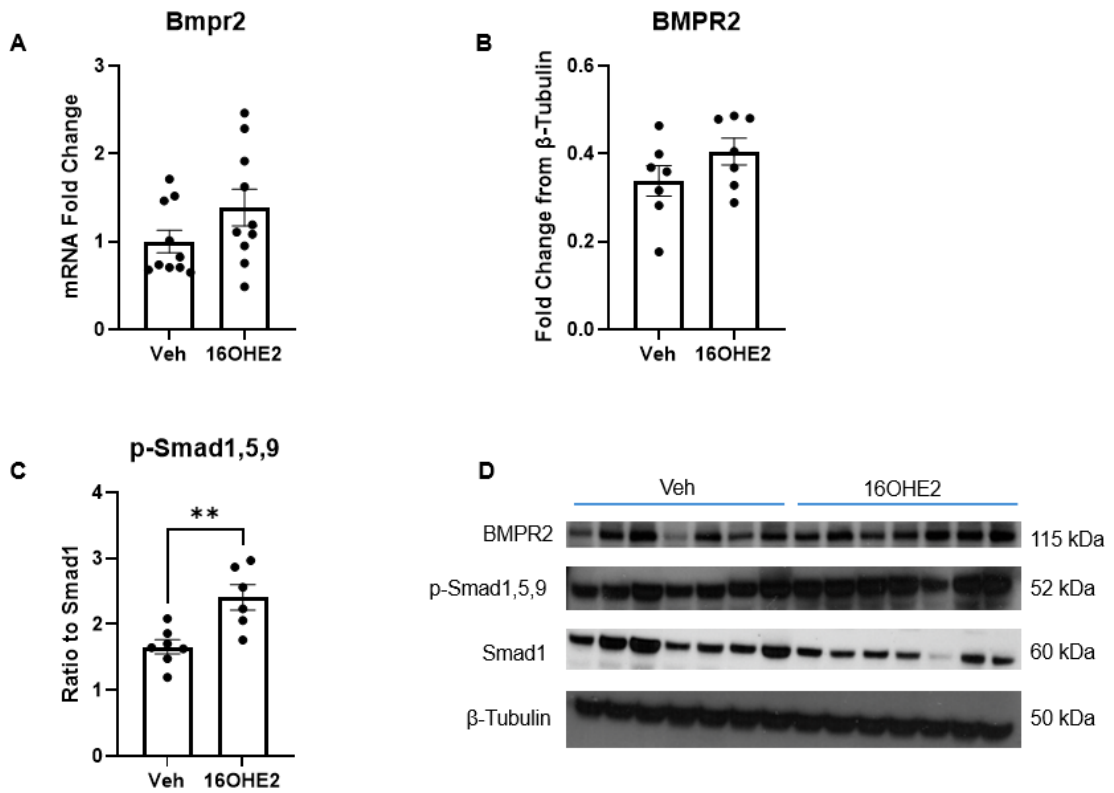 A
Bmpr2
mRNA Fold Change
3
2
1
0
Veh 16OHE2
B
BMPR2
Fold Change from β-Tubulin
0.6
0.4
0.2
0.0
Veh 16OHE2
C
p-Smad1,5,9
Ratio to Smad1
4
3
2
1
0
**
Veh 16OHE2
D
Veh 16OHE2
BMPR2 115 kDa
p-Smad1,5,9 52 kDa
Smad1 60 kDa
β-Tubulin 50 kDa